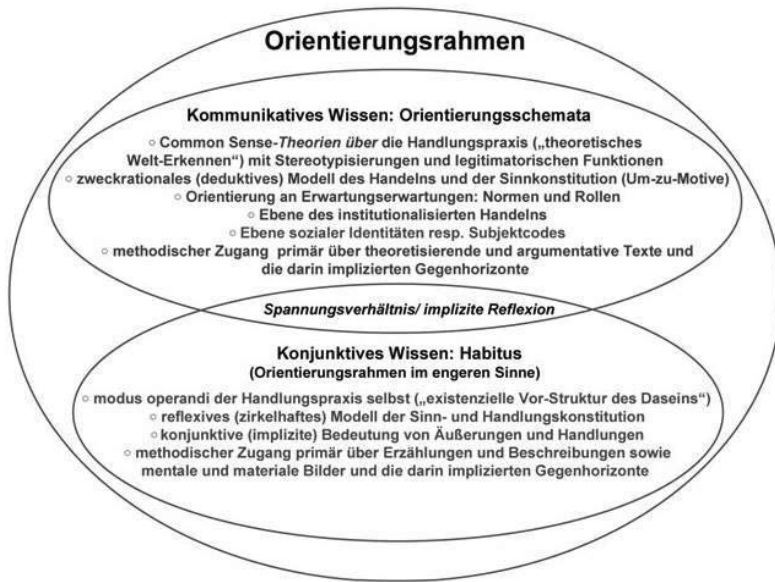 Orientierungsrahmen
Kommunikatives Wissen: Orientierungsschemata
○ Common Sense-Theorien über die Handlungspraxis („theoretisches
Welt-Erkennen“) mit Stereotypisierungen und legitimatorischen Funktionen
○ zweckrationales (deduktives) Modell des Handelns und der Sinnkonstitution (Um-zu-Motive)
○ Orientierung an Erwartungserwartungen: Normen und Rollen
○ Ebene des institutionalisierten Handelns
○ Ebene sozialer Identitäten resp. Subjektcodes
○ methodischer Zugang primär über theoretisierende und argumentative Texte und
die darin implizierten Gegenhorizonte
Spannungsverhältnis/ implizite Reflexion
Konjunktives Wissen: Habitus
(Orientierungsrahmen im engeren Sinne)
○ modus operandi der Handlungspraxis selbst („existenzielle Vor-Struktur des Daseins“)
○ reflexives (zirkelhaftes) Modell der Sinn- und Handlungskonstitution
○ konjunktive (implizite) Bedeutung von Äußerungen und Handlungen
○ methodischer Zugang primär über Erzählungen und Beschreibungen sowie
mentale und materiale Bilder und die darin implizierten Gegenhorizonte